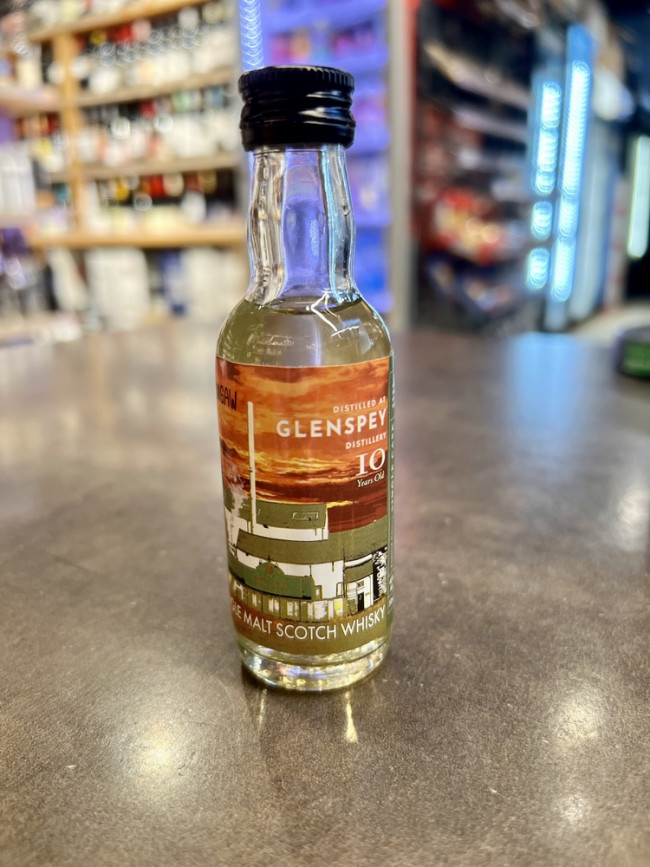 DISTILLED AT
GLENSPEY
DISTILLERY
10
Years Old
MALT SCOTCH WHISKY